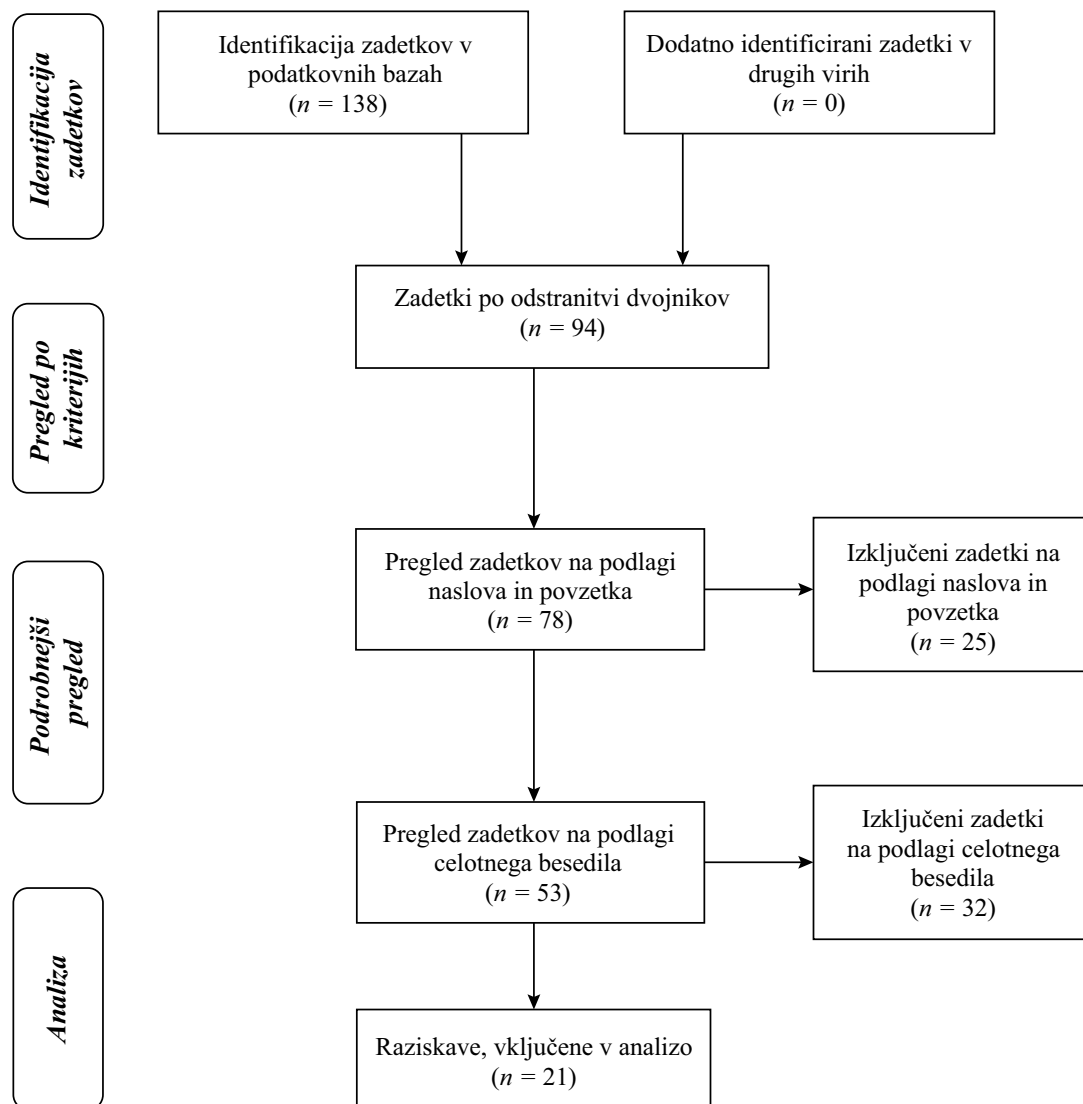 Identifikacija
zadetkov
Identifikacija zadetkov v
podatkovnih bazah
(n = 138)
Dodatno identificirani zadetki v
drugih virih
(n = 0)
Pregled po
kriterijih
Zadetki po odstranitvi dvojnikov
(n = 94)
Podrobnejši
pregled
Pregled zadetkov na podlagi
naslova in povzetka
(n = 78)
Izključeni zadetki na
podlagi naslova in
povzetka
(n = 25)
Pregled zadetkov na podlagi
celotnega besedila
(n = 53)
Izključeni zadetki
na podlagi celotnega
besedila
(n = 32)
Analiza
Raziskave, vključene v analizo
(n = 21)